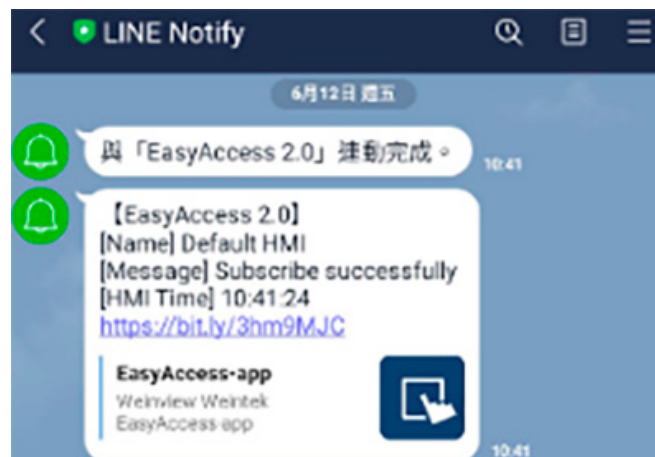 LINE Notify
6月12日 週五
與「EasyAccess 2.0」連動完成。
10:41
【EasyAccess 2.0】
[Name] Default HMI
[Message] Subscribe successfully
[HMI Time] 10:41:24
https://bit.ly/3hm9MJC
EasyAccess-app
Weinview Weintek
EasyAccess-app
10:41